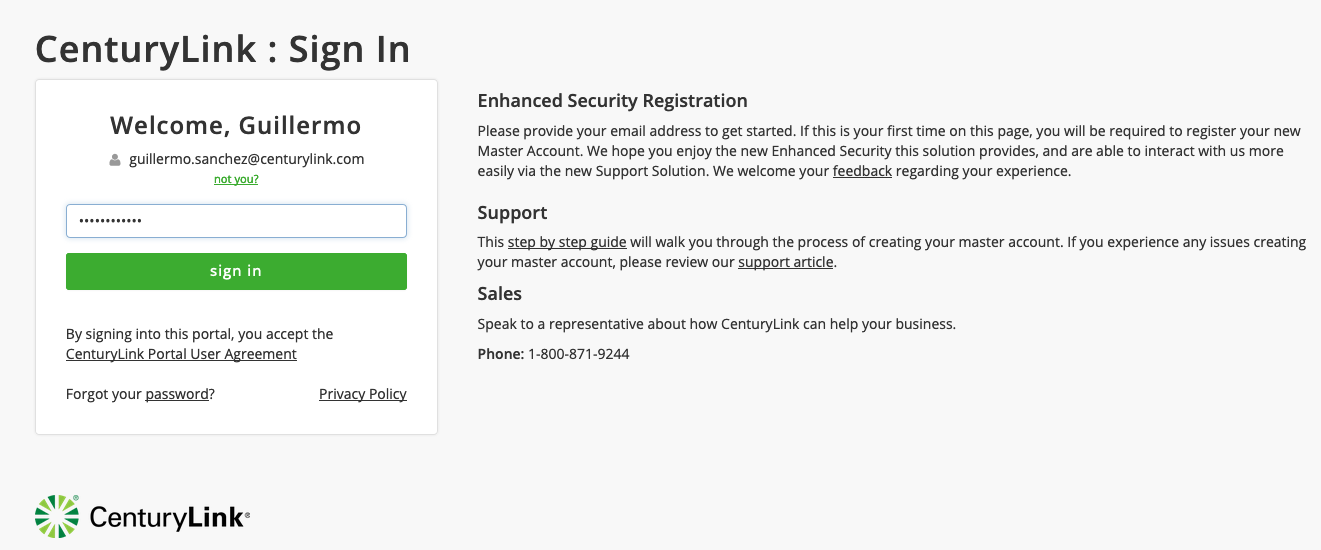 CenturyLink : Sign In
Welcome, Guillermo
guillermo.sanchez@centurylink.com
not you?
••••••••••••
sign in
By signing into this portal, you accept the
CenturyLink Portal User Agreement
Forgot your password?
Privacy Policy
Enhanced Security Registration
Please provide your email address to get started. If this is your first time on this page, you will be required to register your new
Master Account. We hope you enjoy the new Enhanced Security this solution provides, and are able to interact with us more
easily via the new Support Solution. We welcome your feedback regarding your experience.
Support
This step by step guide will walk you through the process of creating your master account. If you experience any issues creating
your master account, please review our support article.
Sales
Speak to a representative about how CenturyLink can help your business.
Phone: 1-800-871-9244
CenturyLink®